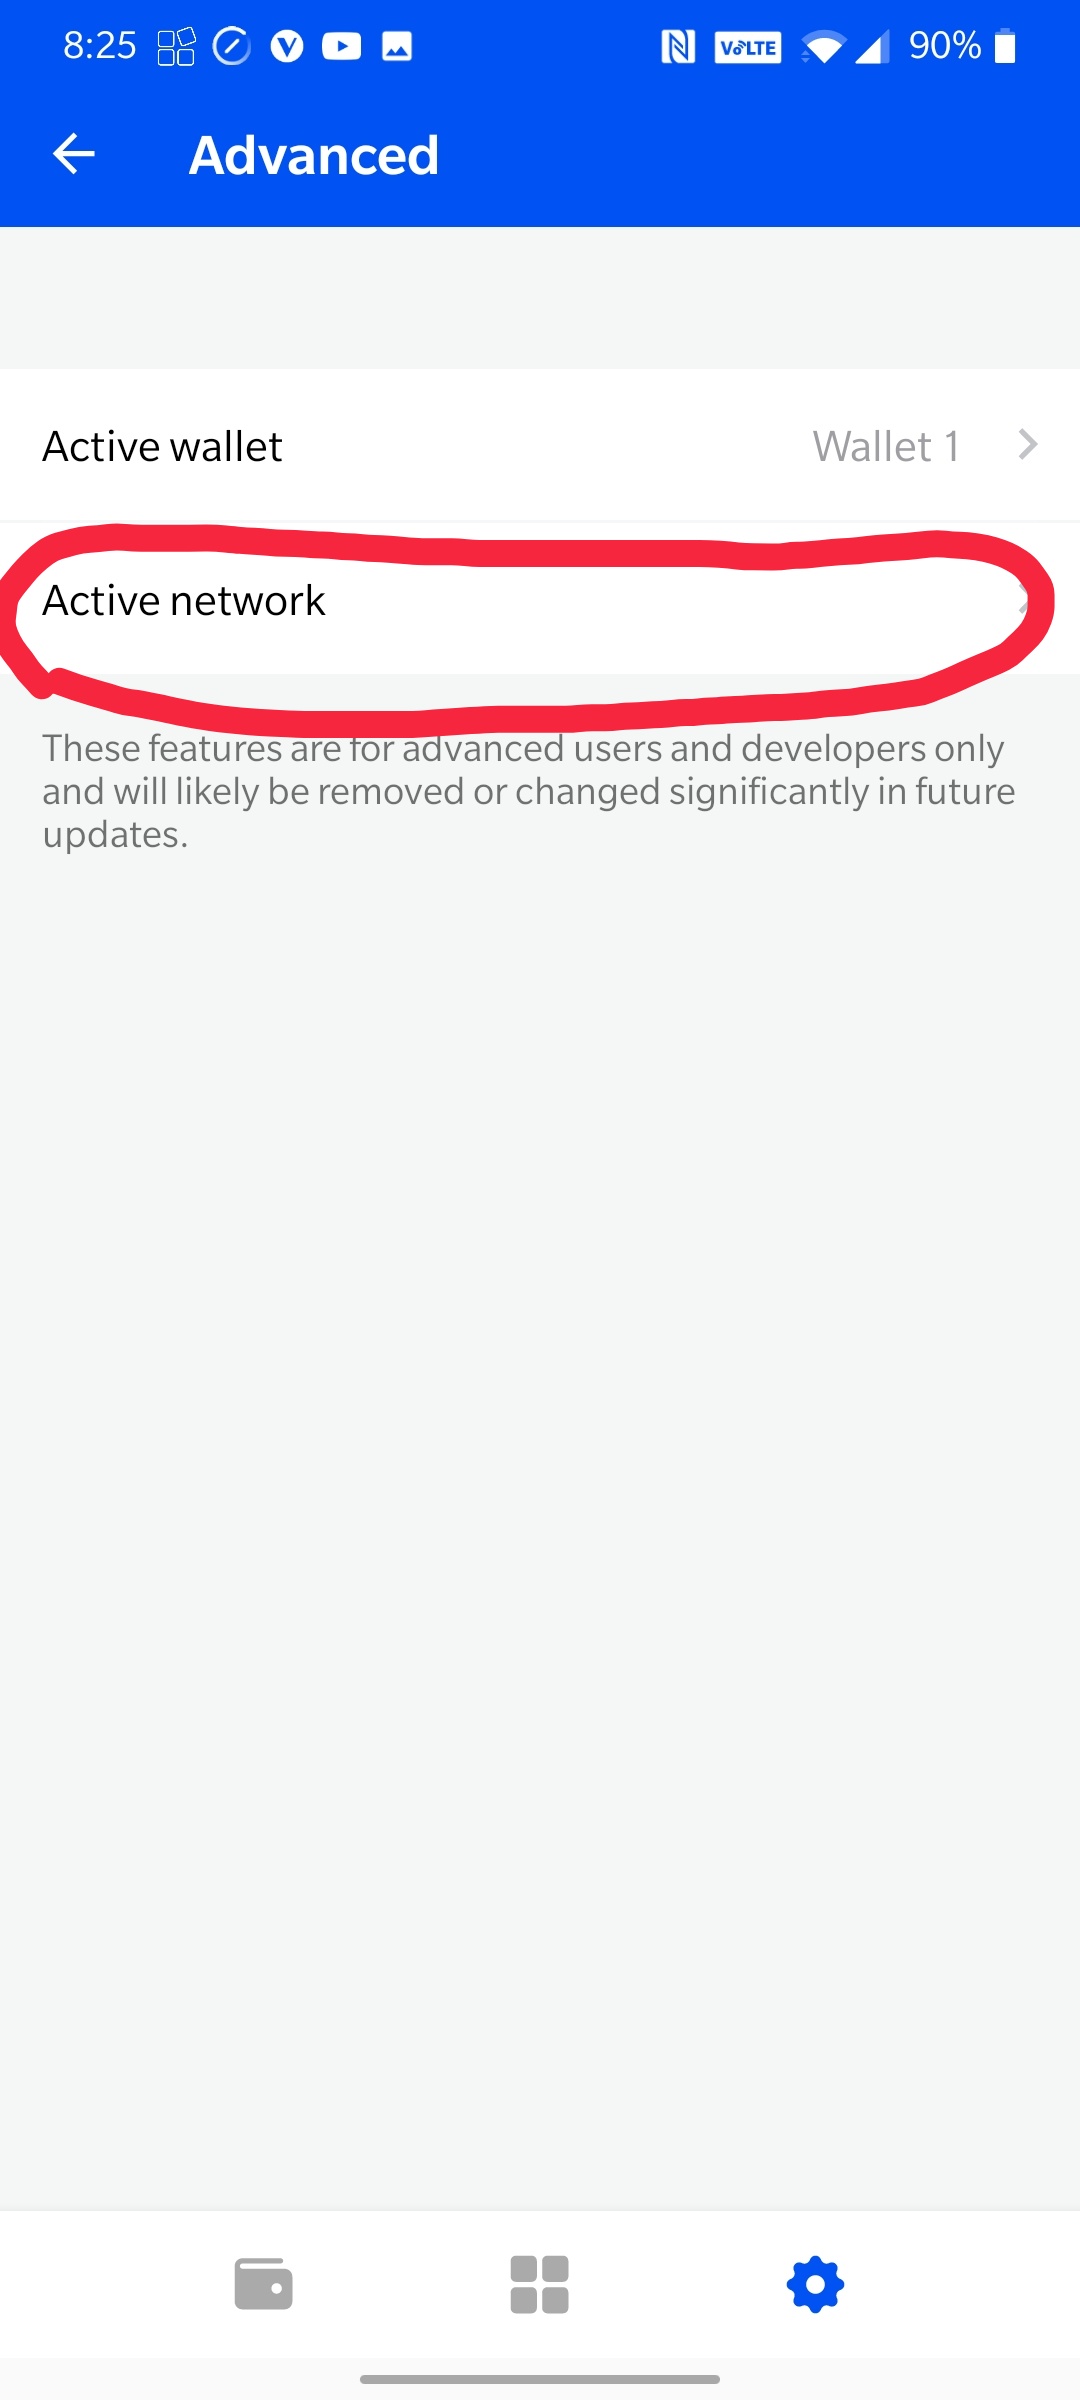 8:25
VoLTE
90%
Advanced
Active wallet
Wallet 1
Active network
These features are for advanced users and developers only
and will likely be removed or changed significantly in future
updates.